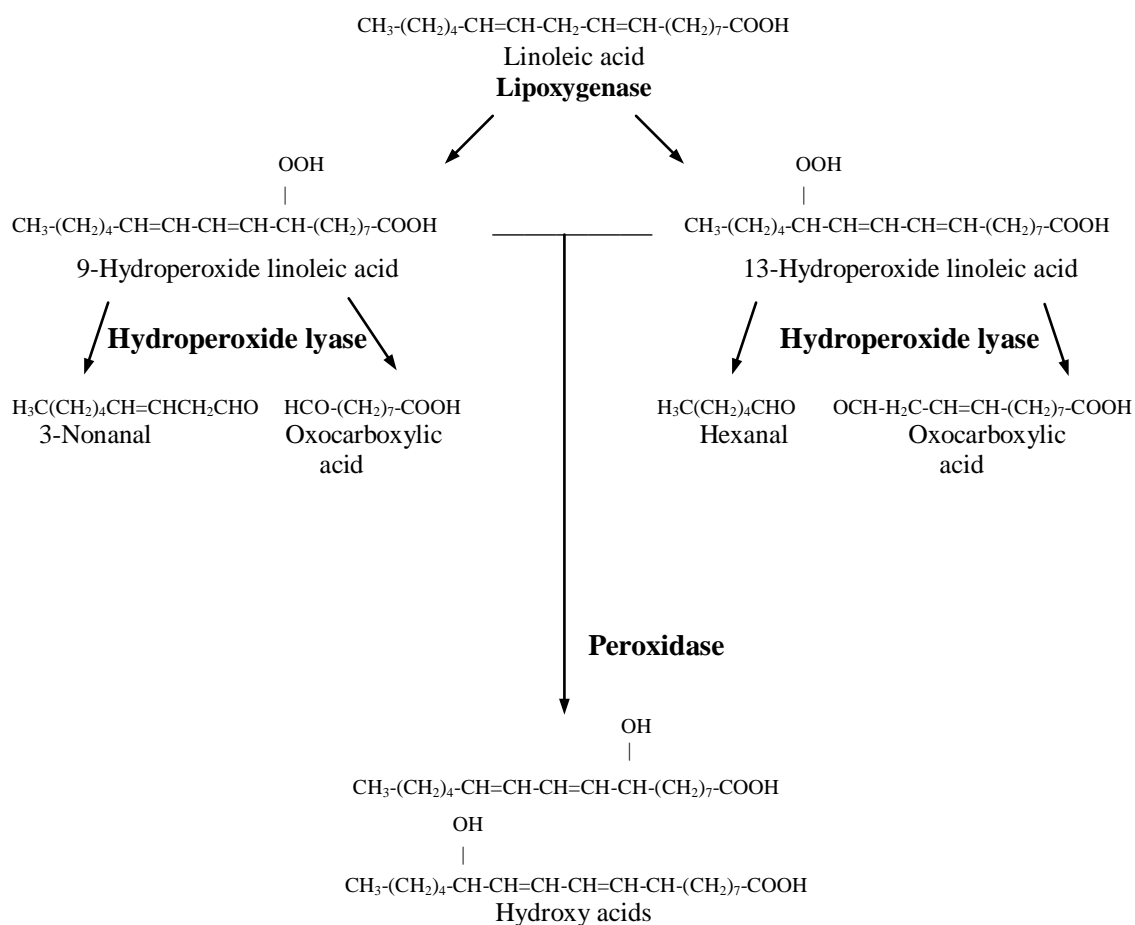 CH₃-(CH₂)₄-CH=CH-CH₂-CH=CH-(CH₂)₇-COOH
Linoleic acid
Lipoxygenase
OOH
|
CH₃-(CH₂)₄-CH=CH-CH=CH-CH-(CH₂)₇-COOH
9-Hydroperoxide linoleic acid
OOH
|
CH₃-(CH₂)₄-CH-CH=CH-CH=CH-(CH₂)₇-COOH
13-Hydroperoxide linoleic acid
Hydroperoxide lyase
Hydroperoxide lyase
H₃C(CH₂)₄CH=CHCH₂CHO
3-Nonanal
HCO-(CH₂)₇-COOH
Oxocarboxylic
acid
H₃C(CH₂)₄CHO
Hexanal
OCH-H₂C-CH=CH-(CH₂)₇-COOH
Oxocarboxylic
acid
Peroxidase
OH
|
CH₃-(CH₂)₄-CH=CH-CH=CH-CH-(CH₂)₇-COOH
OH
|
CH₃-(CH₂)₄-CH-CH=CH-CH=CH-CH-(CH₂)₇-COOH
Hydroxy acids